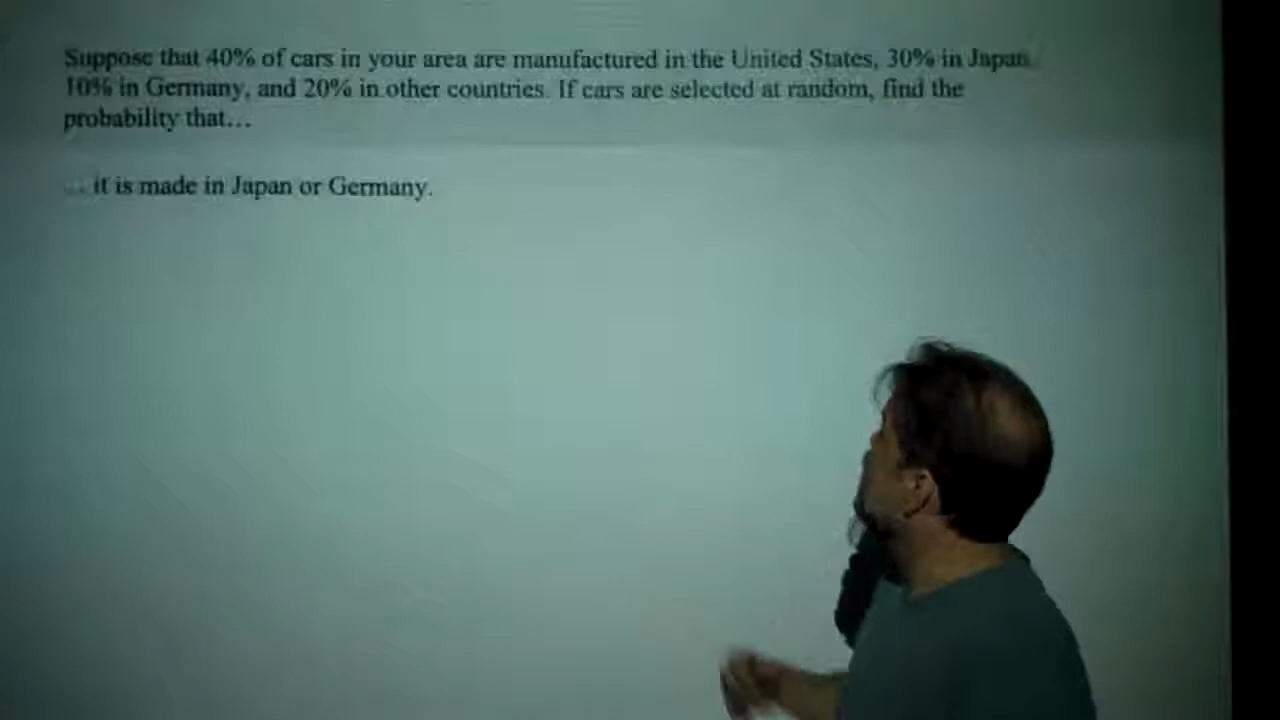 Suppose that 40% of cars in your area are manufactured in the United States, 30% in Japan,
10% in Germany, and 20% in other countries. If cars are selected at random, find the
probability that…
… it is made in Japan or Germany.